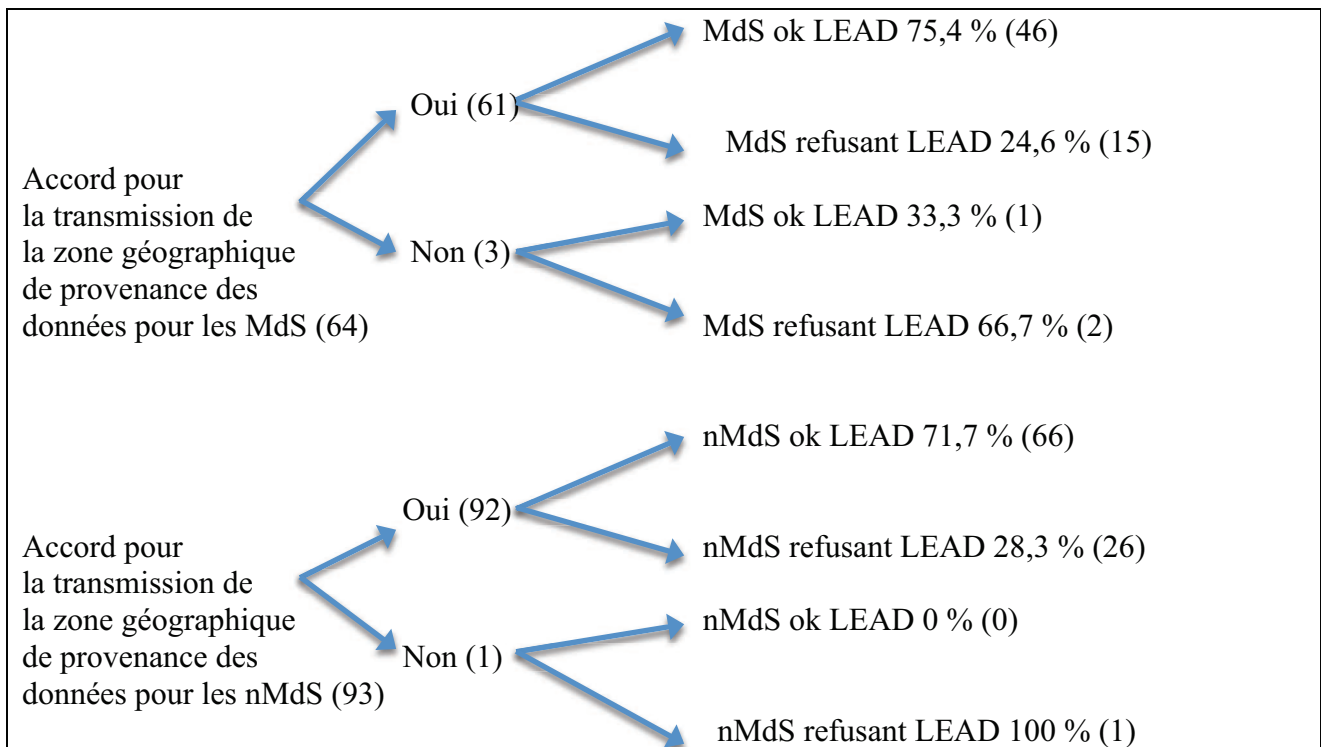 MdS ok LEAD 75,4 % (46)
Oui (61)
MdS refusant LEAD 24,6 % (15)
Accord pour
la transmission de
la zone géographique
de provenance des
données pour les MdS (64)
MdS ok LEAD 33,3 % (1)
Non (3)
MdS refusant LEAD 66,7 % (2)
nMdS ok LEAD 71,7 % (66)
Oui (92)
nMdS refusant LEAD 28,3 % (26)
Accord pour
la transmission de
la zone géographique
de provenance des
données pour les nMdS (93)
nMdS ok LEAD 0 % (0)
Non (1)
nMdS refusant LEAD 100 % (1)